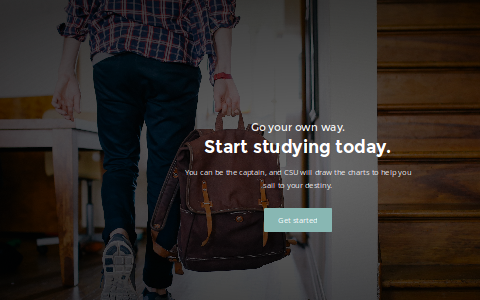 Go your own way.
Start studying today.
You can be the captain, and CSU will draw the charts to help you
sail to your destiny.
Get started